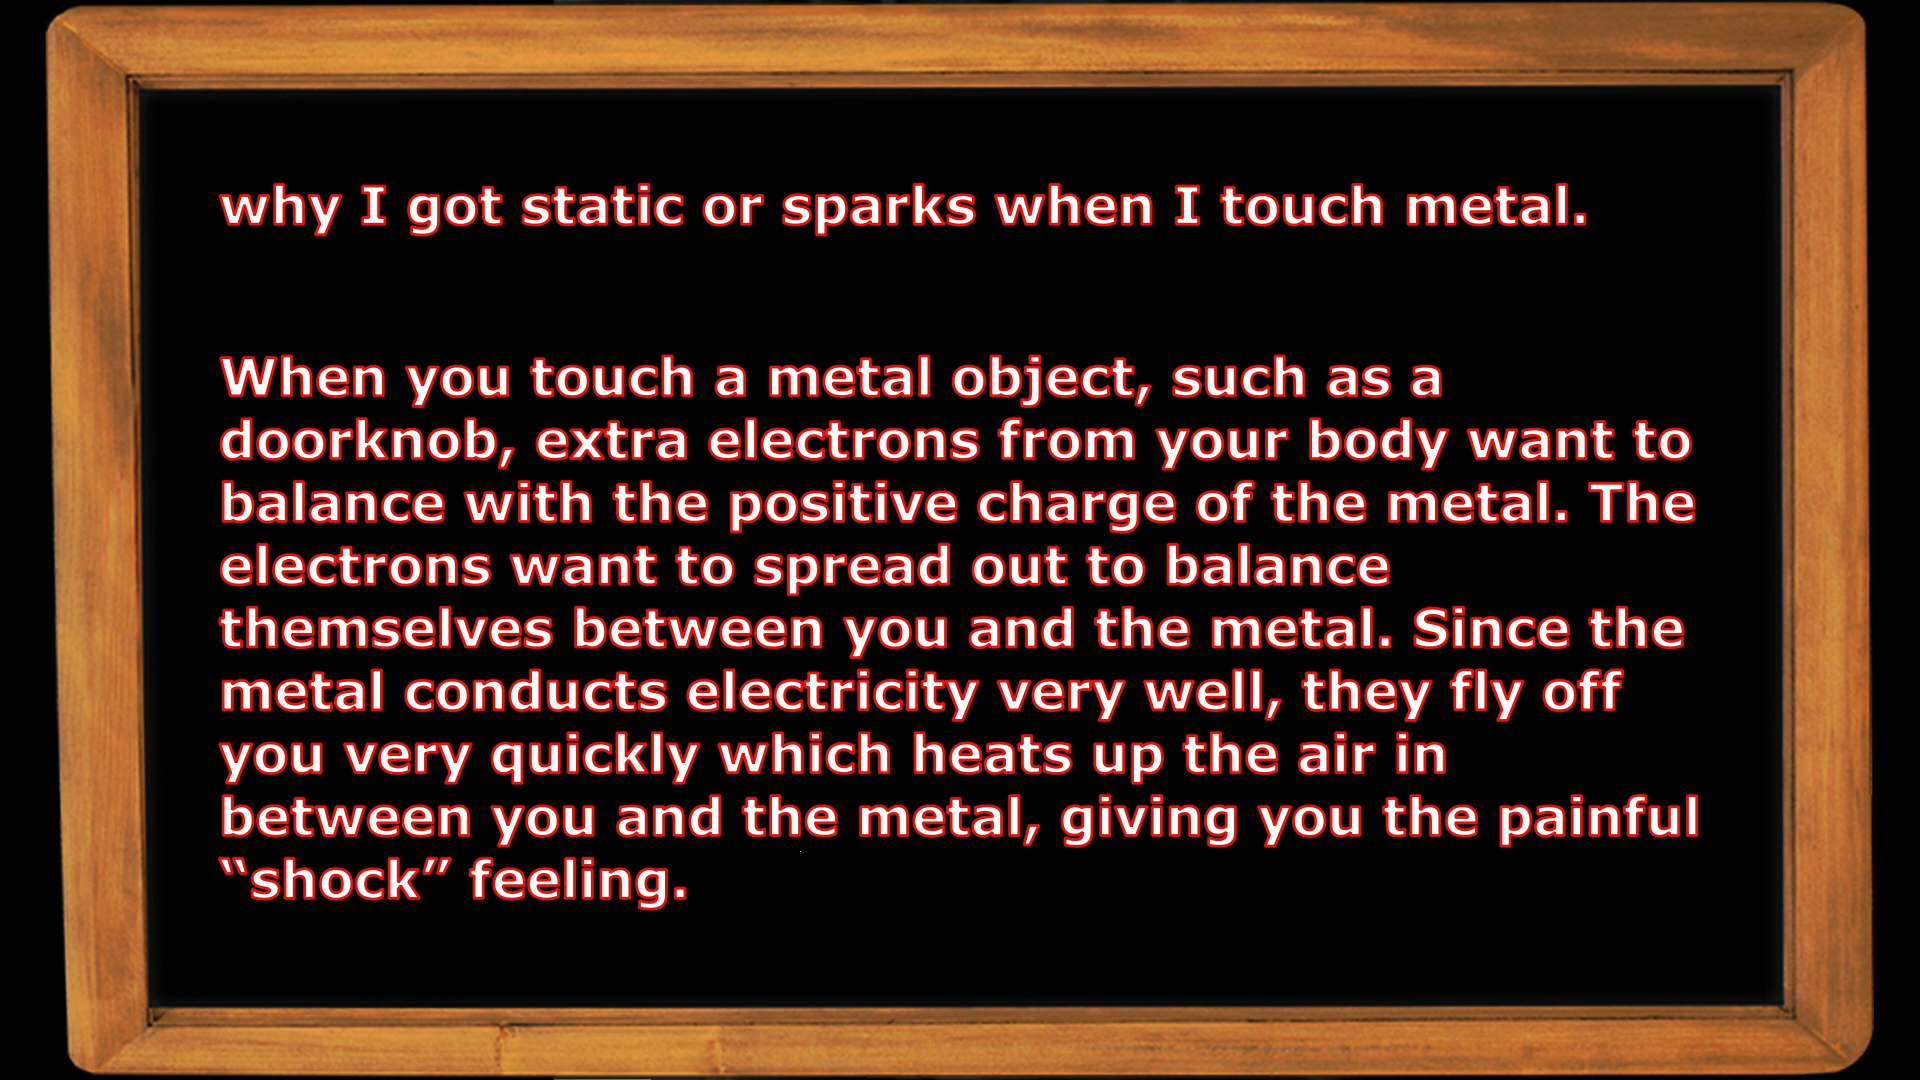 why I got static or sparks when I touch metal.
When you touch a metal object, such as a
doorknob, extra electrons from your body want to
balance with the positive charge of the metal. The
electrons want to spread out to balance
themselves between you and the metal. Since the
metal conducts electricity very well, they fly off
you very quickly which heats up the air in
between you and the metal, giving you the painful
“shock” feeling.